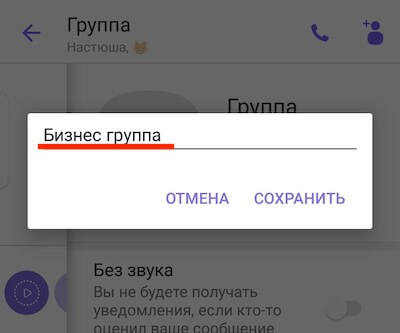 Группа
Настюша, 😼
Группа
Бизнес группа
ОТМЕНА СОХРАНИТЬ
Без звука
Вы не будете получать
уведомления, если кто-то
оценил ваше сообщение